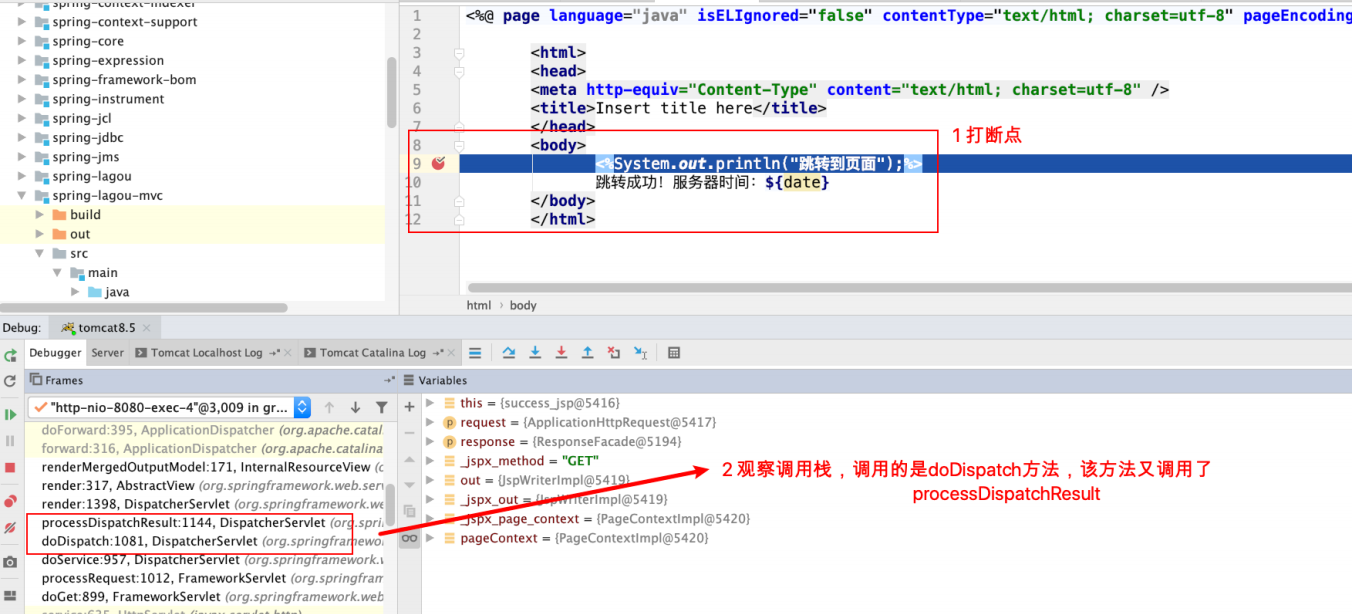 spring-context-indexer
spring-context-support
spring-core
spring-expression
spring-framework-bom
spring-instrument
spring-jcl
spring-jdbc
spring-jms
spring-lagou
spring-lagou-mvc
build
out
src
main
java
1 <%@ page language="java" isELIgnored="false" contentType="text/html; charset=utf-8" pageEncoding
2
3 <html>
4 <head>
5 <meta http-equiv="Content-Type" content="text/html; charset=utf-8" />
6 <title>Insert title here</title>
7 </head>
8 <body>
9 <%System.out.println("跳转到页面");%>
10 跳转成功！服务器时间：${date}
11 </body>
12 </html>
1 打断点
html › body
Debug: tomcat8.5
Debugger Server Tomcat Localhost Log Tomcat Catalina Log
Frames
"http-nio-8080-exec-4"@3,009 in gr...
doForward:395, ApplicationDispatcher (org.apache.catal
forward:316, ApplicationDispatcher (org.apache.catalina
renderMergedOutputModel:171, InternalResourceView (o
render:317, AbstractView (org.springframework.web.ser
render:1398, DispatcherServlet (org.springframework.we
processDispatchResult:1144, DispatcherServlet (org.spri
doDispatch:1081, DispatcherServlet (org.springframewo
doService:957, DispatcherServlet (org.springframework.v
processRequest:1012, FrameworkServlet (org.springfram
doGet:899, FrameworkServlet (org.springframework.web
service:635, HttpServlet (javax.servlet.http)
Variables
this = {success_jsp@5416}
request = {ApplicationHttpRequest@5417}
response = {ResponseFacade@5194}
_jspx_method = "GET"
out = {JspWriterImpl@5419}
_jspx_out = {JspWriterImpl@5419}
_jspx_page_context = {PageContextImpl@5420}
pageContext = {PageContextImpl@5420}
2 观察调用栈，调用的是doDispatch方法，该方法又调用了
processDispatchResult